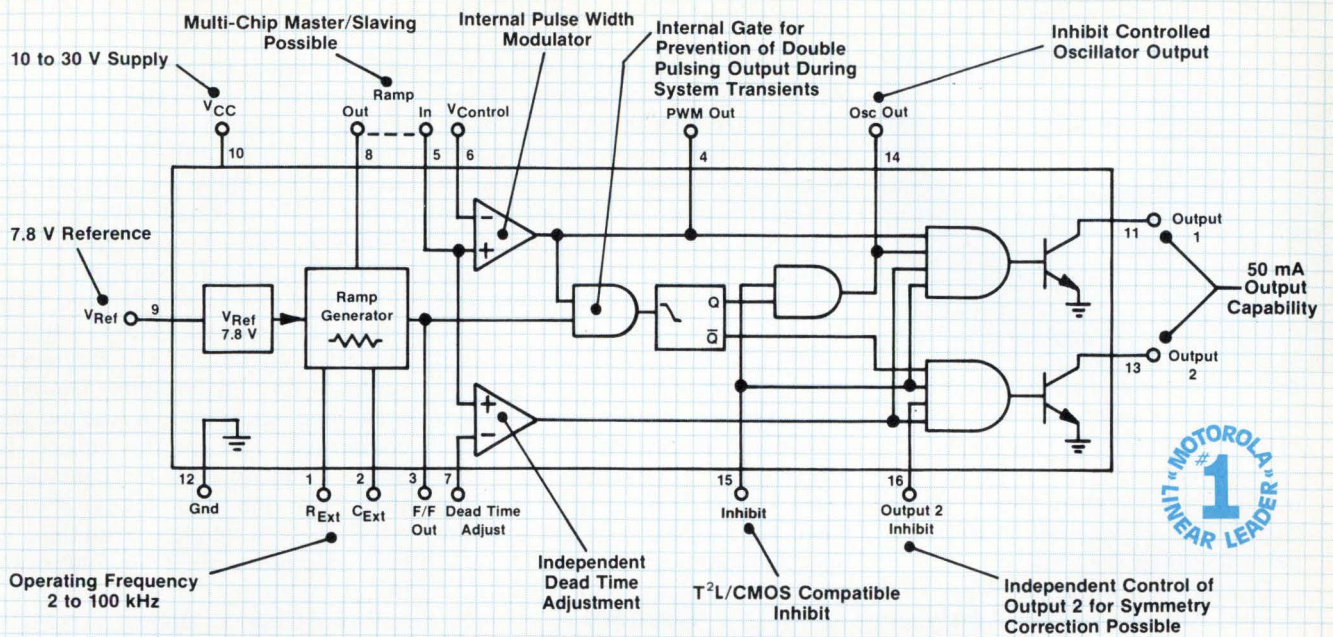 Multi-Chip Master/Slaving
Possible
Internal Pulse Width
Modulator
Internal Gate for
Prevention of Double
Pulsing Output During
System Transients
Inhibit Controlled
Oscillator Output
10 to 30 V Supply
VCC
10
Ramp
Out
8
In
5
VControl
6
PWM Out
4
Osc Out
14
7.8 V Reference
VRef
9
VRef
7.8 V
Ramp
Generator
-
+
+
-
Q
Q̄
11
Output
1
50 mA
Output
Capability
13
Output
2
12
Gnd
1
RExt
2
CExt
3
F/F
Out
7
Dead Time
Adjust
15
Inhibit
16
Output 2
Inhibit
Operating Frequency
2 to 100 kHz
Independent
Dead Time
Adjustment
T²L/CMOS Compatible
Inhibit
Independent Control of
Output 2 for Symmetry
Correction Possible
"MOTOROLA"
#1
LINEAR LEADER